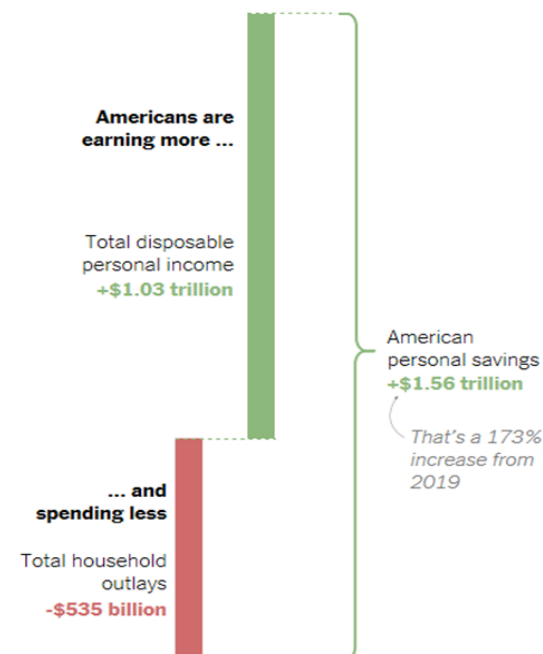 Americans are
earning more ...
Total disposable
personal income
+$1.03 trillion
American
personal savings
+$1.56 trillion
That's a 173%
increase from
2019
... and
spending less
Total household
outlays
-$535 billion